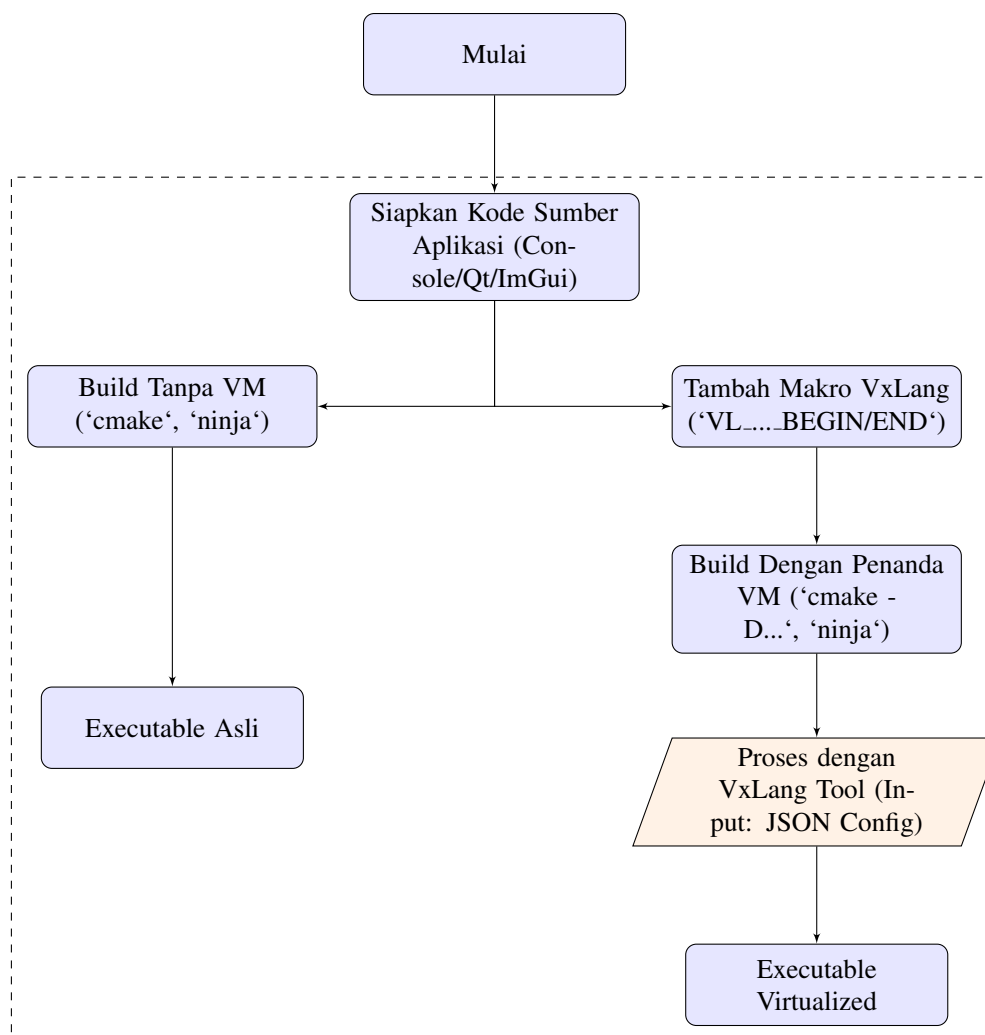 Mulai
Siapkan Kode Sumber
Aplikasi (Con-
sole/Qt/ImGui)
Build Tanpa VM
(‘cmake‘, ‘ninja‘)
Tambah Makro VxLang
(‘VL_..._BEGIN/END‘)
Build Dengan Penanda
VM (‘cmake -
D...‘, ‘ninja‘)
Executable Asli
Proses dengan
VxLang Tool (In-
put: JSON Config)
Executable
Virtualized